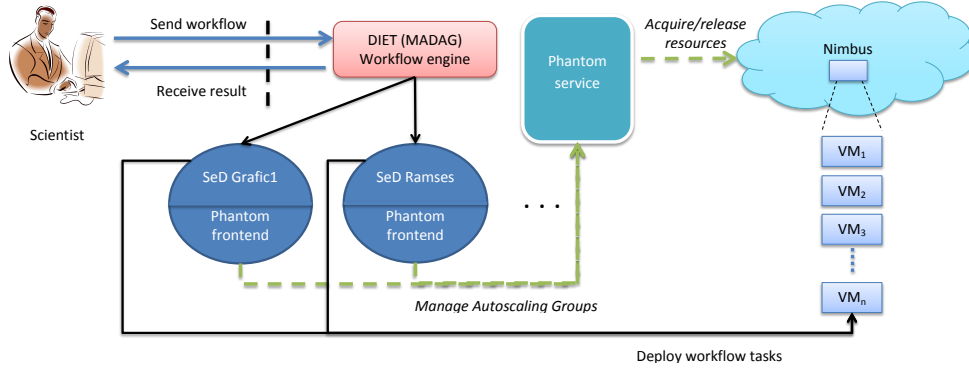 Send workflow
Receive result
Scientist
DIET (MADAG)
Workflow engine
SeD Grafic1
Phantom
frontend
SeD Ramses
Phantom
frontend
. . .
Phantom
service
Acquire/release
resources
Nimbus
VM1
VM2
VM3
VMn
Manage Autoscaling Groups
Deploy workflow tasks